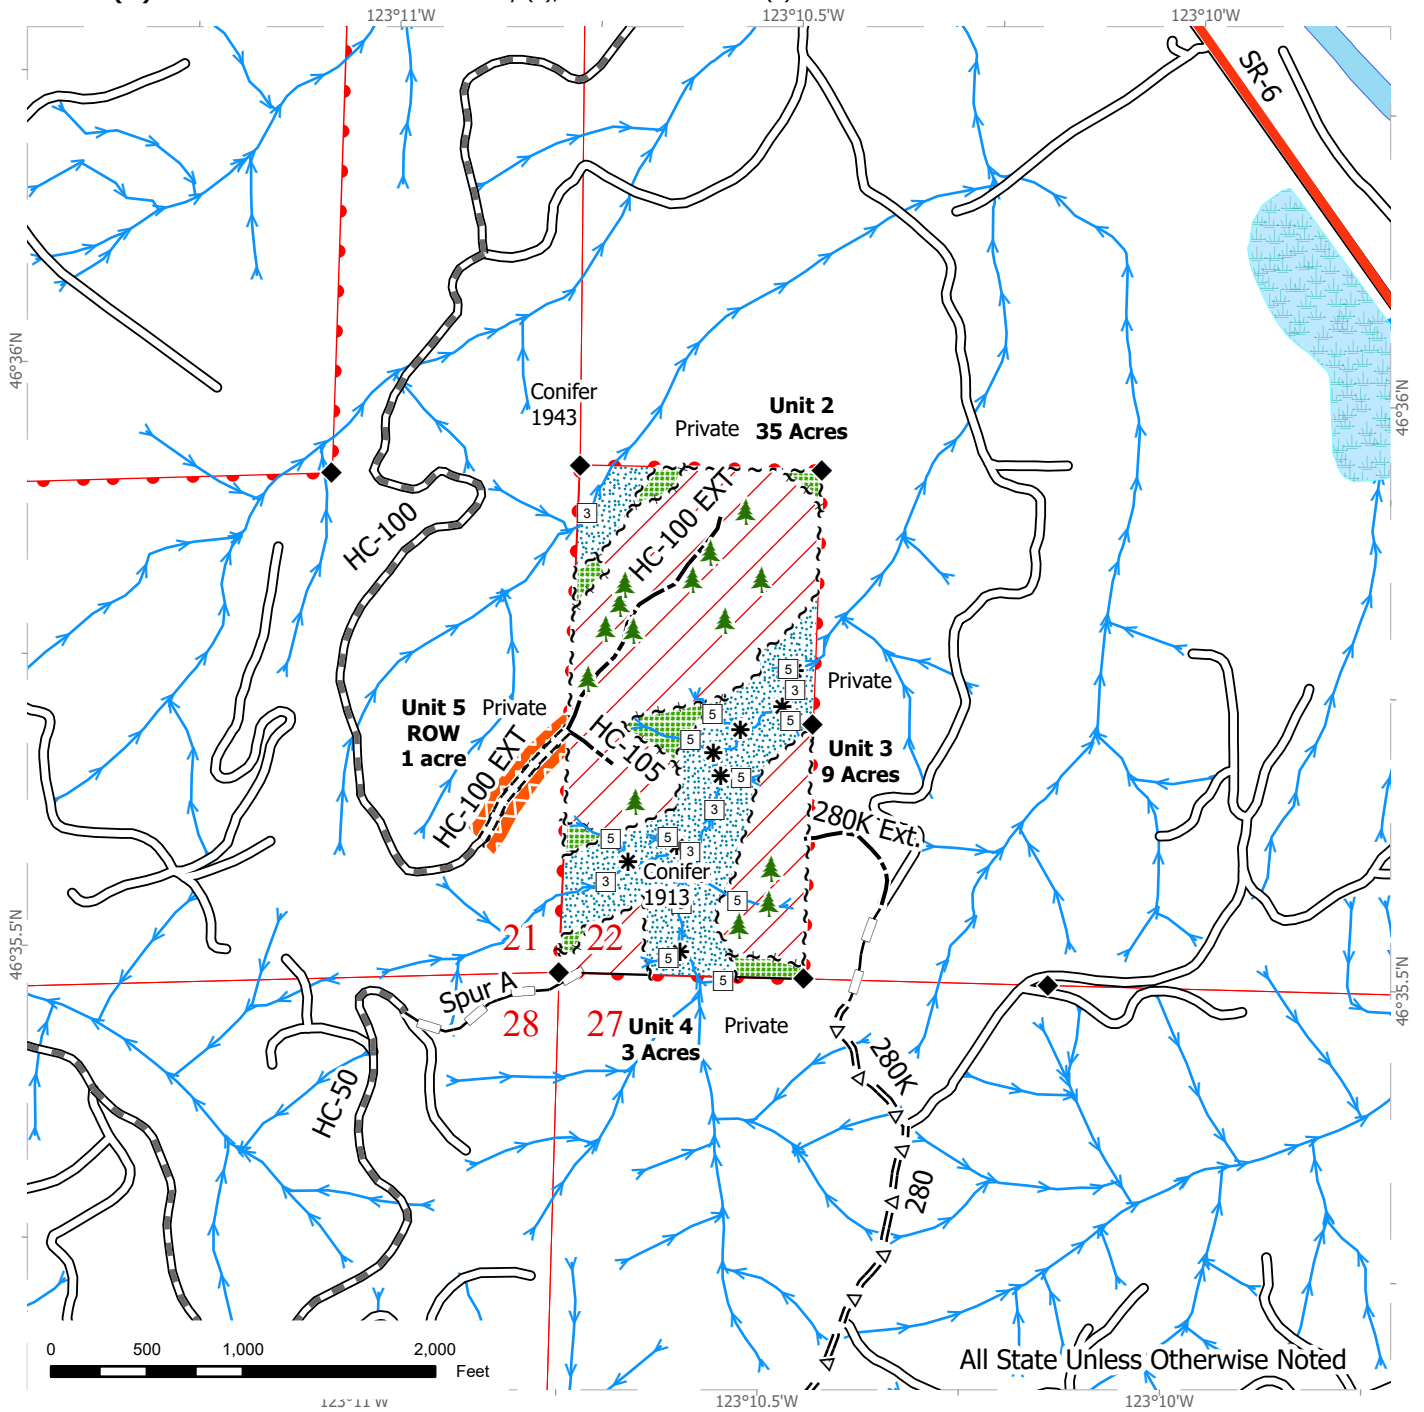 123°11'W
123°10.5'W
123°10'W
SR-6
46°36'N
46°36'N
Conifer
1943
Private
Unit 2
35 Acres
3
HC-100 EXT
HC-100
5
3
Private
Unit 5
ROW
1 acre
Private
5
5
HC-105
5
Unit 3
9 Acres
HC-100 EXT
5
3
280K Ext.
5
5
3
Conifer
1913
3
5
46°35.5'N
46°35.5'N
21
22
5
5
Spur A
28
27
Unit 4
3 Acres
Private
280K
HC-50
280
0
500
1,000
2,000
Feet
All State Unless Otherwise Noted
123°11'W
123°10.5'W
123°10'W